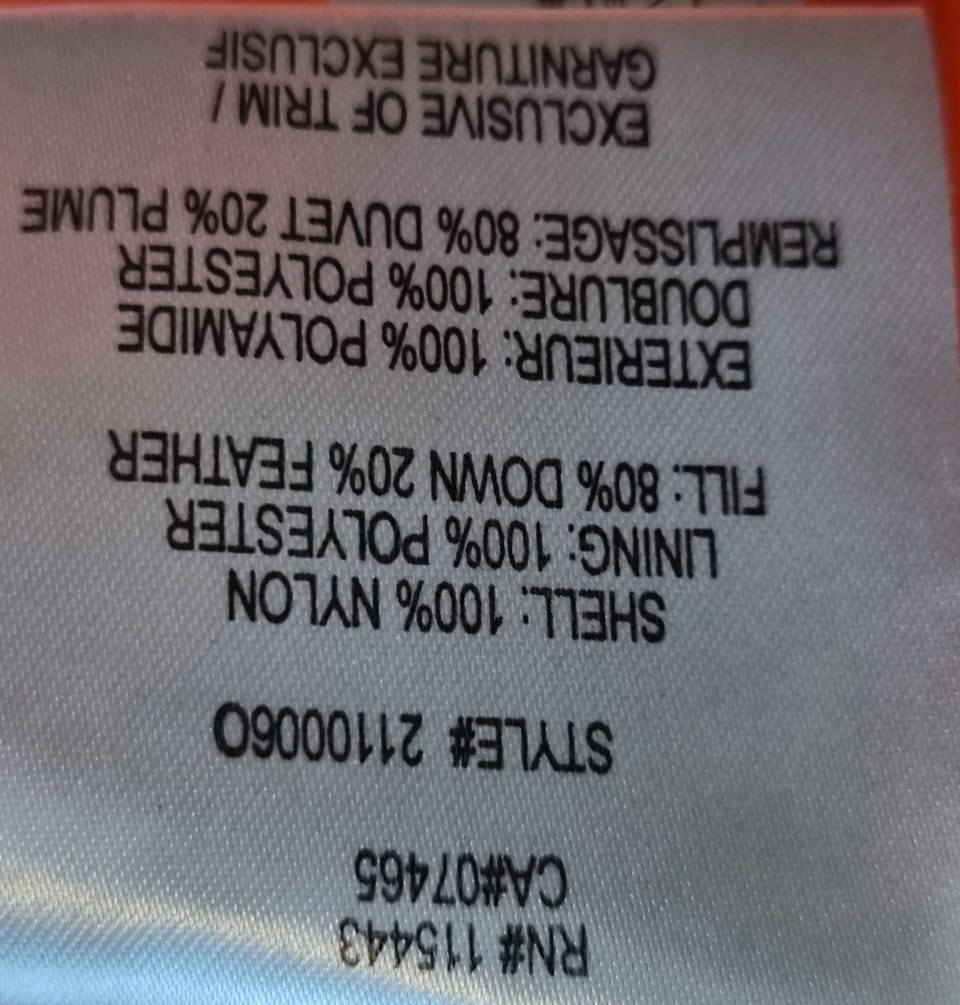 RN# 115443
CA#07465
STYLE# 2110006O
SHELL: 100% NYLON
LINING: 100% POLYESTER
FILL: 80% DOWN 20% FEATHER
EXTERIEUR: 100% POLYAMIDE
DOUBLURE: 100% POLYESTER
REMPLISSAGE: 80% DUVET 20% PLUME
EXCLUSIVE OF TRIM /
GARNITURE EXCLUSIF